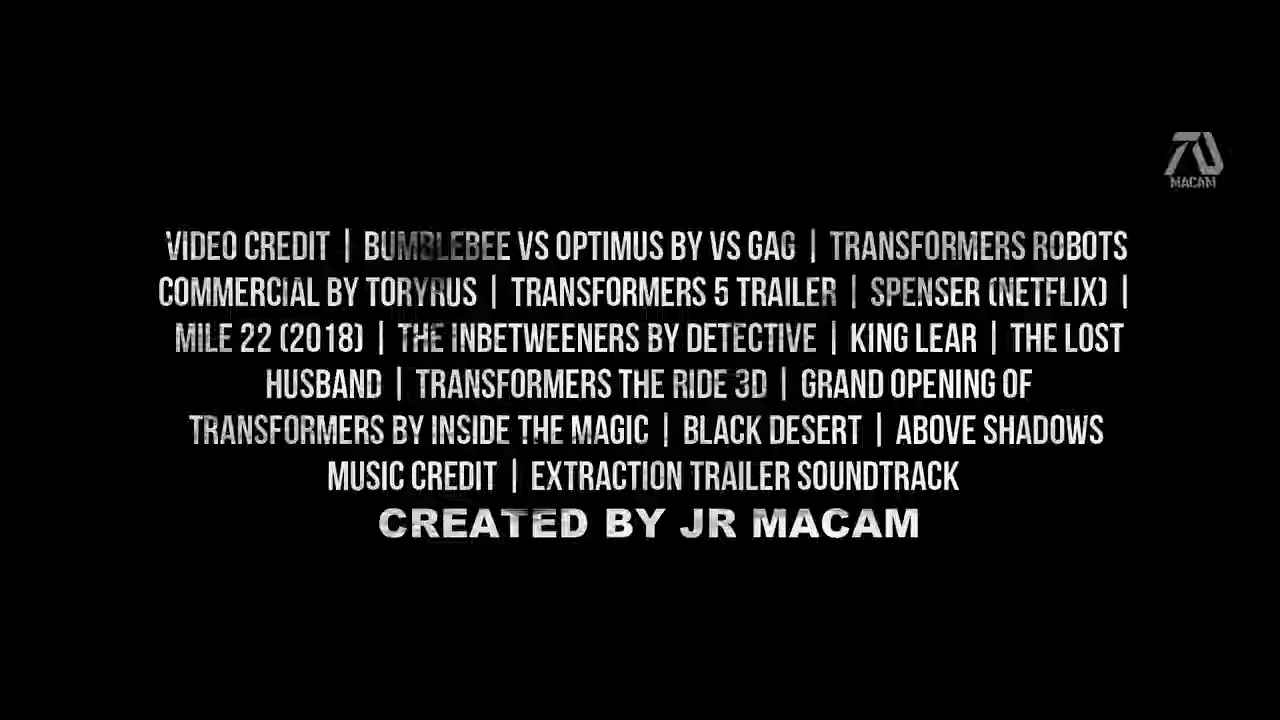 MACAM
VIDEO CREDIT | BUMBLEBEE VS OPTIMUS BY VS GAG | TRANSFORMERS ROBOTS
COMMERCIAL BY TORYRUS | TRANSFORMERS 5 TRAILER | SPENSER (NETFLIX) |
MILE 22 (2018) | THE INBETWEENERS BY DETECTIVE | KING LEAR | THE LOST
HUSBAND | TRANSFORMERS THE RIDE 3D | GRAND OPENING OF
TRANSFORMERS BY INSIDE THE MAGIC | BLACK DESERT | ABOVE SHADOWS
MUSIC CREDIT | EXTRACTION TRAILER SOUNDTRACK
CREATED BY JR MACAM